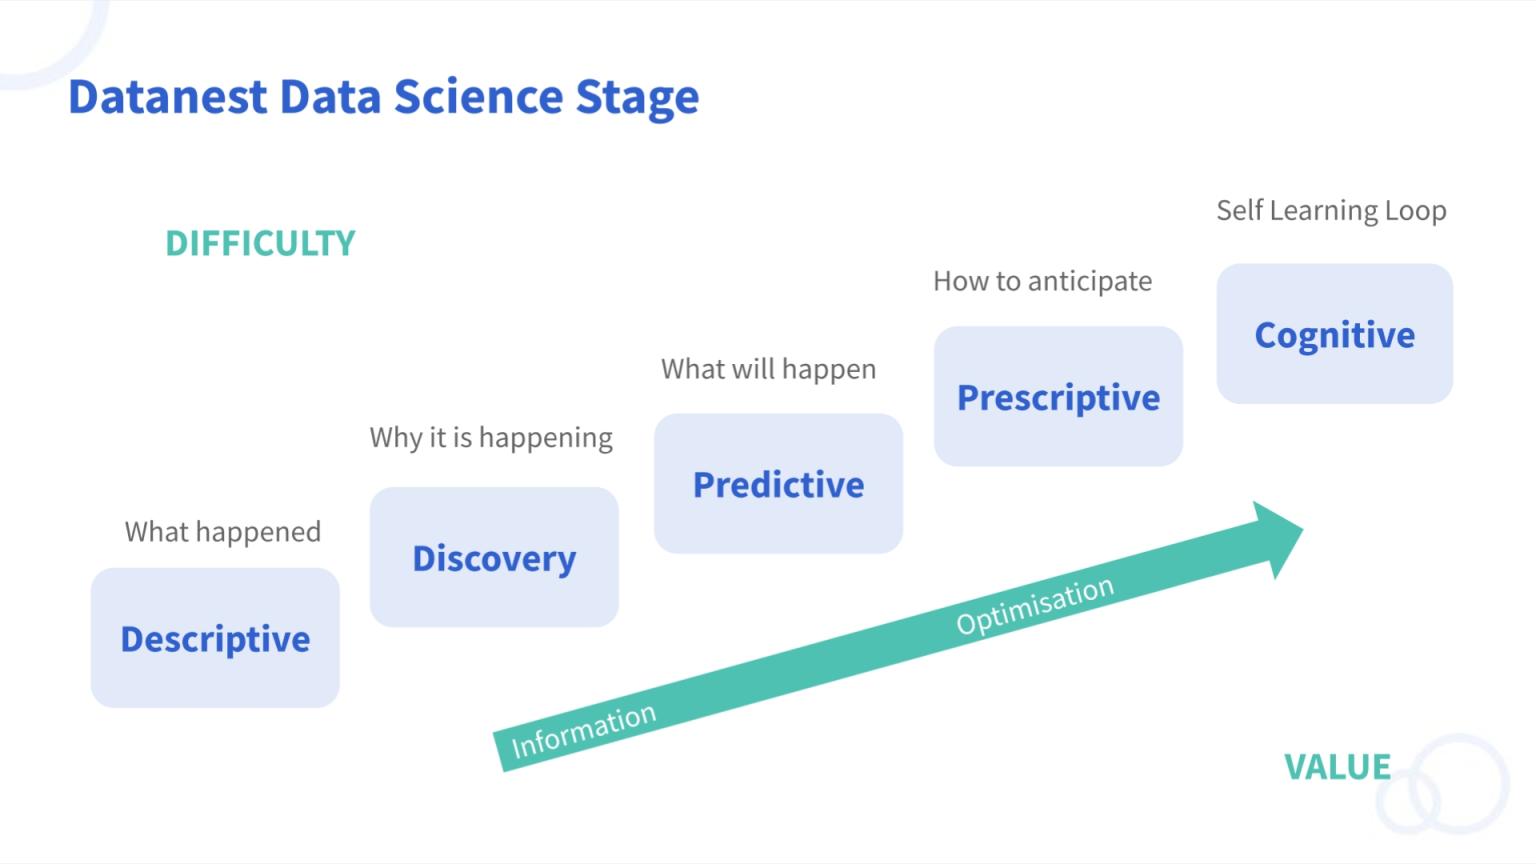 Datanest Data Science Stage
DIFFICULTY
What happened
Descriptive
Why it is happening
Discovery
What will happen
Predictive
How to anticipate
Prescriptive
Self Learning Loop
Cognitive
Information
Optimisation
VALUE